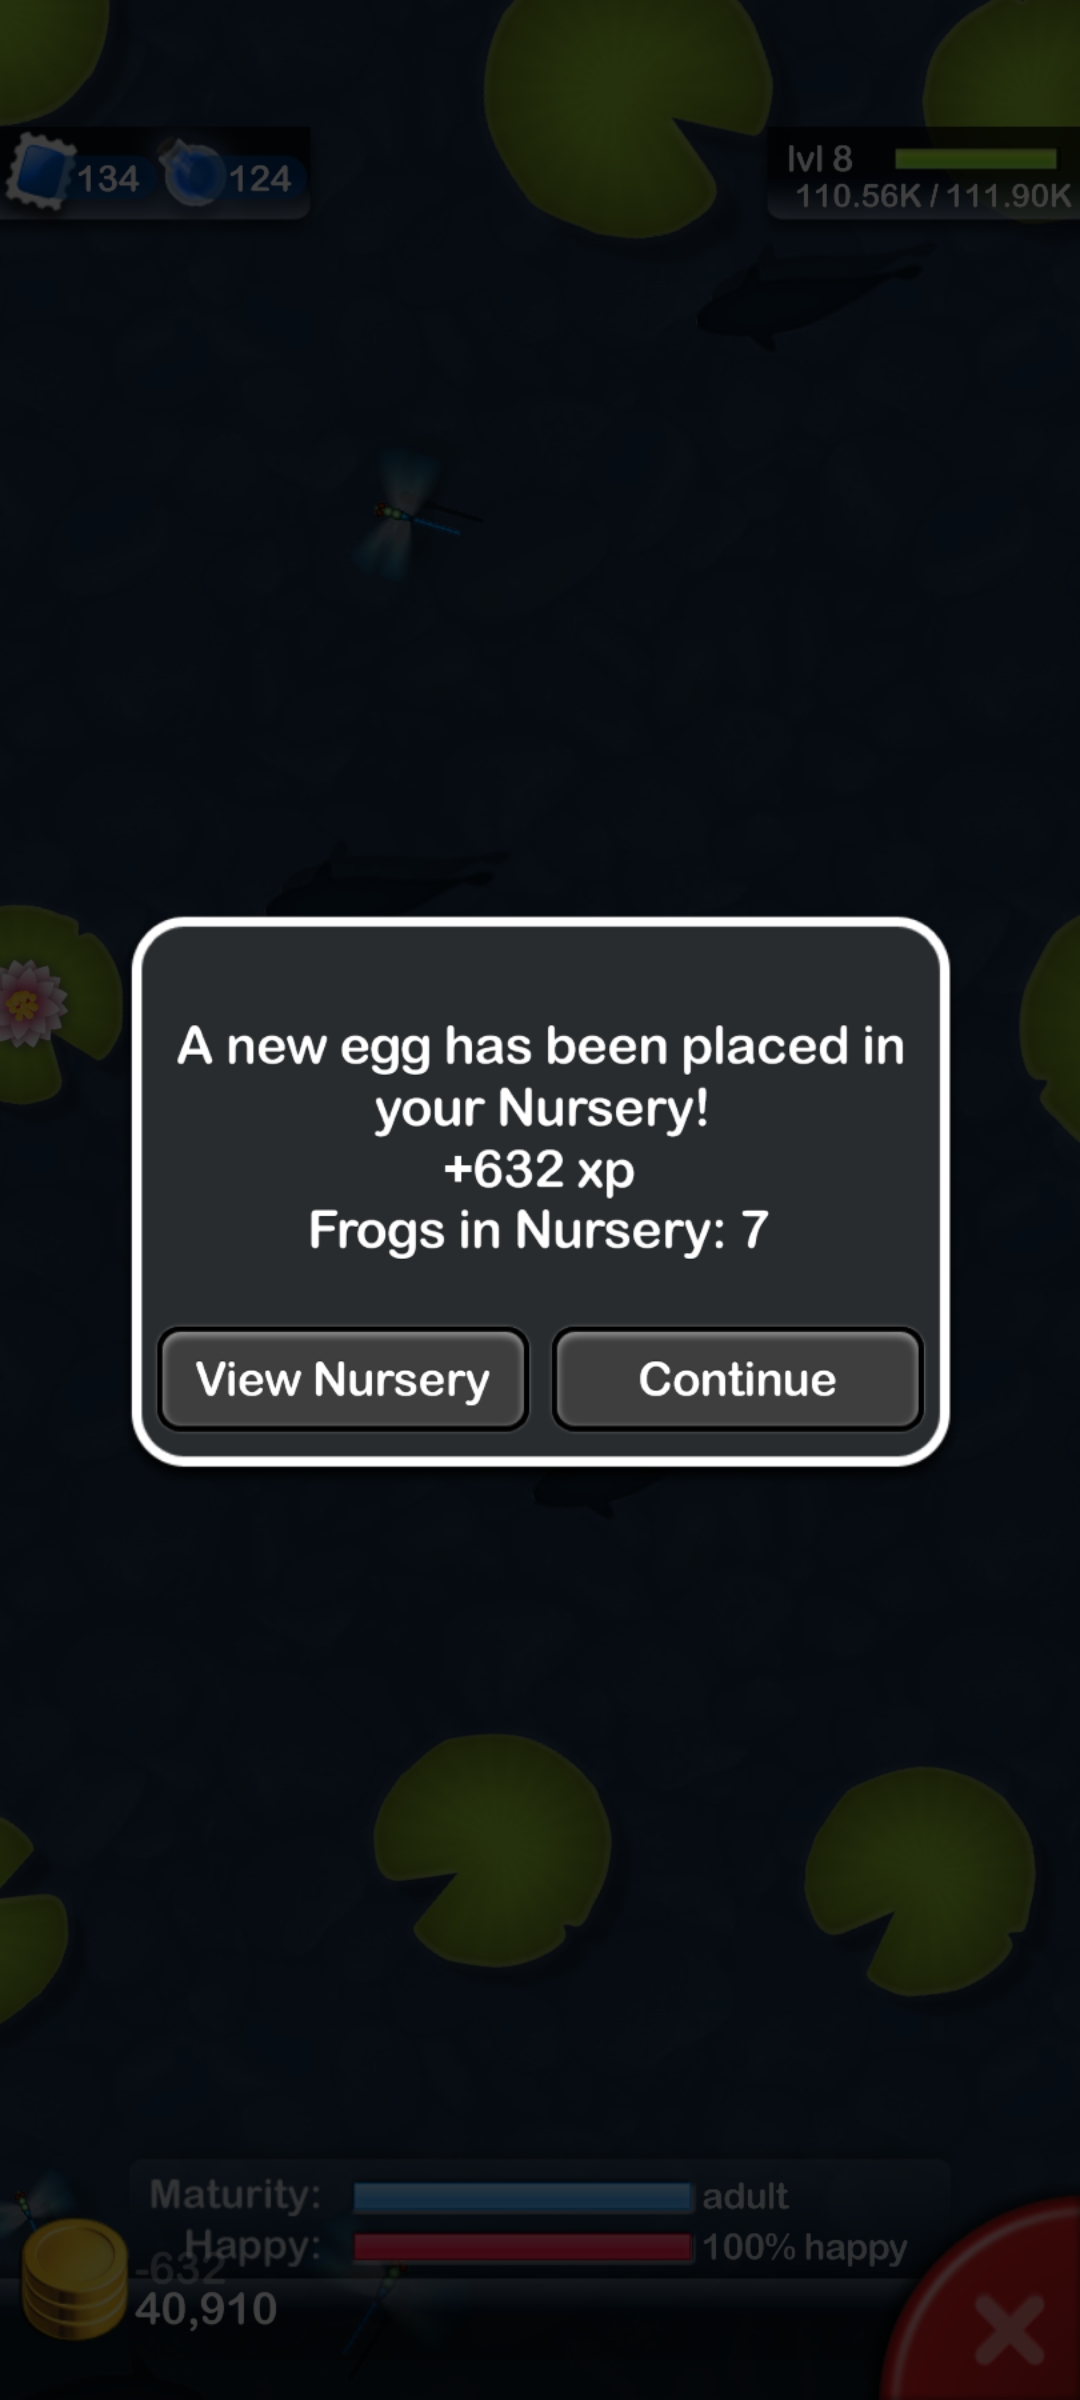 134
124
lvl 8
110.56K / 111.90K
A new egg has been placed in
your Nursery!
+632 xp
Frogs in Nursery: 7
View Nursery
Continue
Maturity:
adult
Happy:
100% happy
-632
40,910